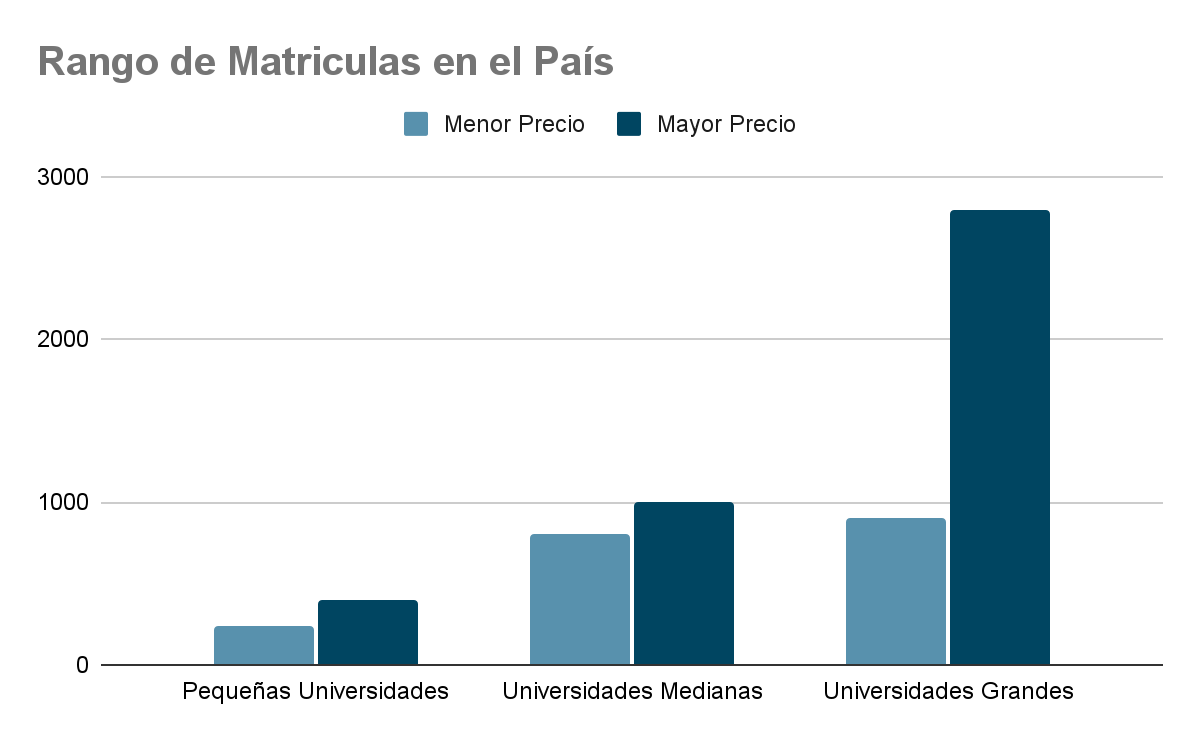 Rango de Matriculas en el País
Menor Precio Mayor Precio
3000
2000
1000
0
Pequeñas Universidades Universidades Medianas Universidades Grandes